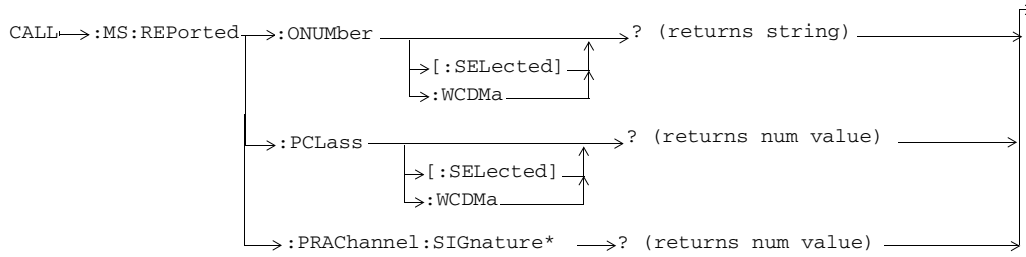 CALL :MS:REPorted :ONUMber ? (returns string)
[:SELected]
:WCDMa
:PCLass ? (returns num value)
[:SELected]
:WCDMa
:PRAChannel:SIGnature* ? (returns num value)